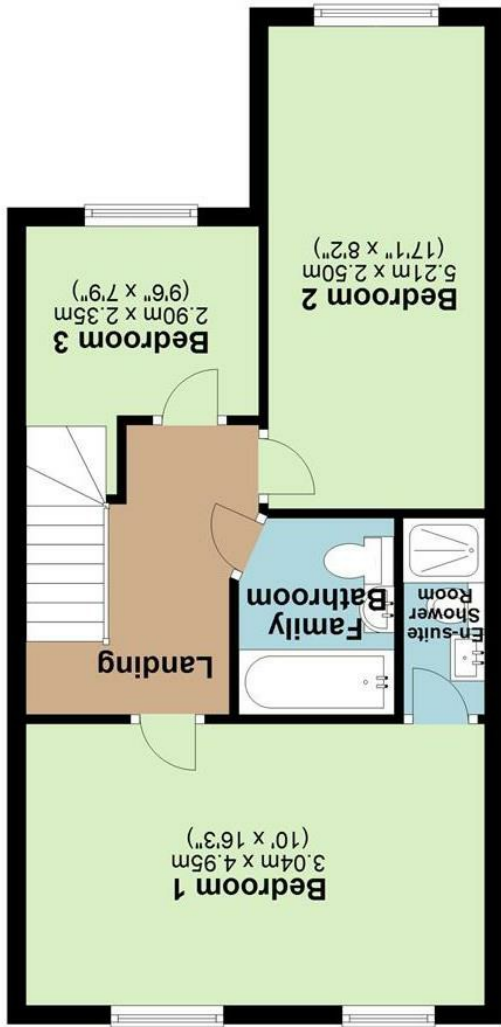 Bedroom 1
3.04m x 4.95m
(10' x 16'3")
Landing
Family
Bathroom
En-suite
Shower
Room
Bedroom 3
2.90m x 2.35m
(9'6" x 7'9")
Bedroom 2
5.21m x 2.50m
(17'1" x 8'2")